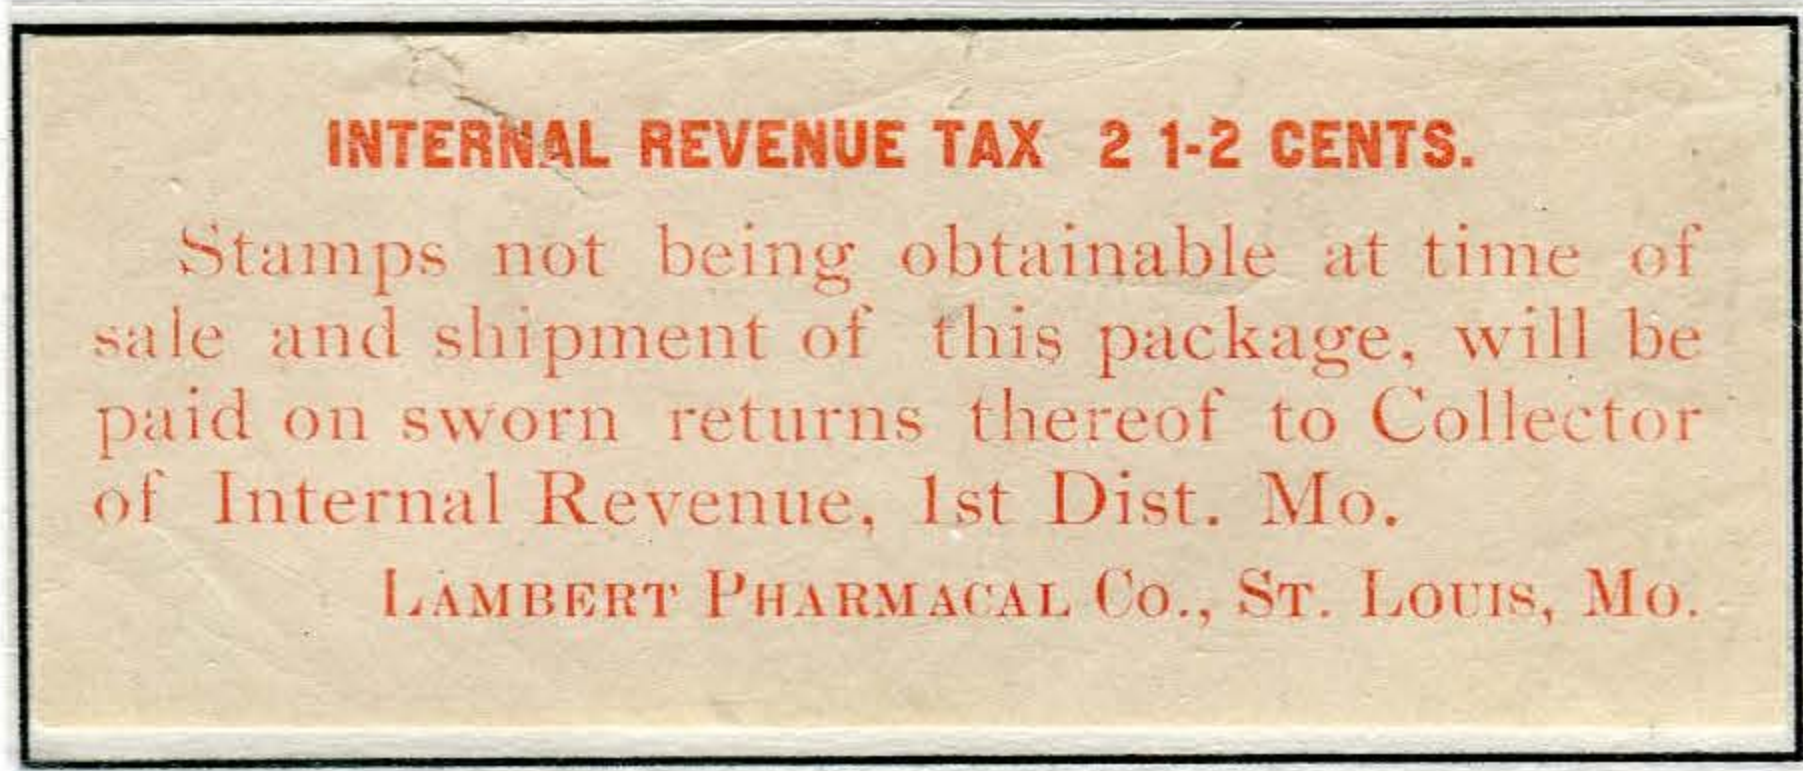 INTERNAL REVENUE TAX 2 1-2 CENTS.
Stamps not being obtainable at time of
sale and shipment of this package, will be
paid on sworn returns thereof to Collector
of Internal Revenue, 1st Dist. Mo.
LAMBERT PHARMACAL CO., ST. LOUIS, MO.